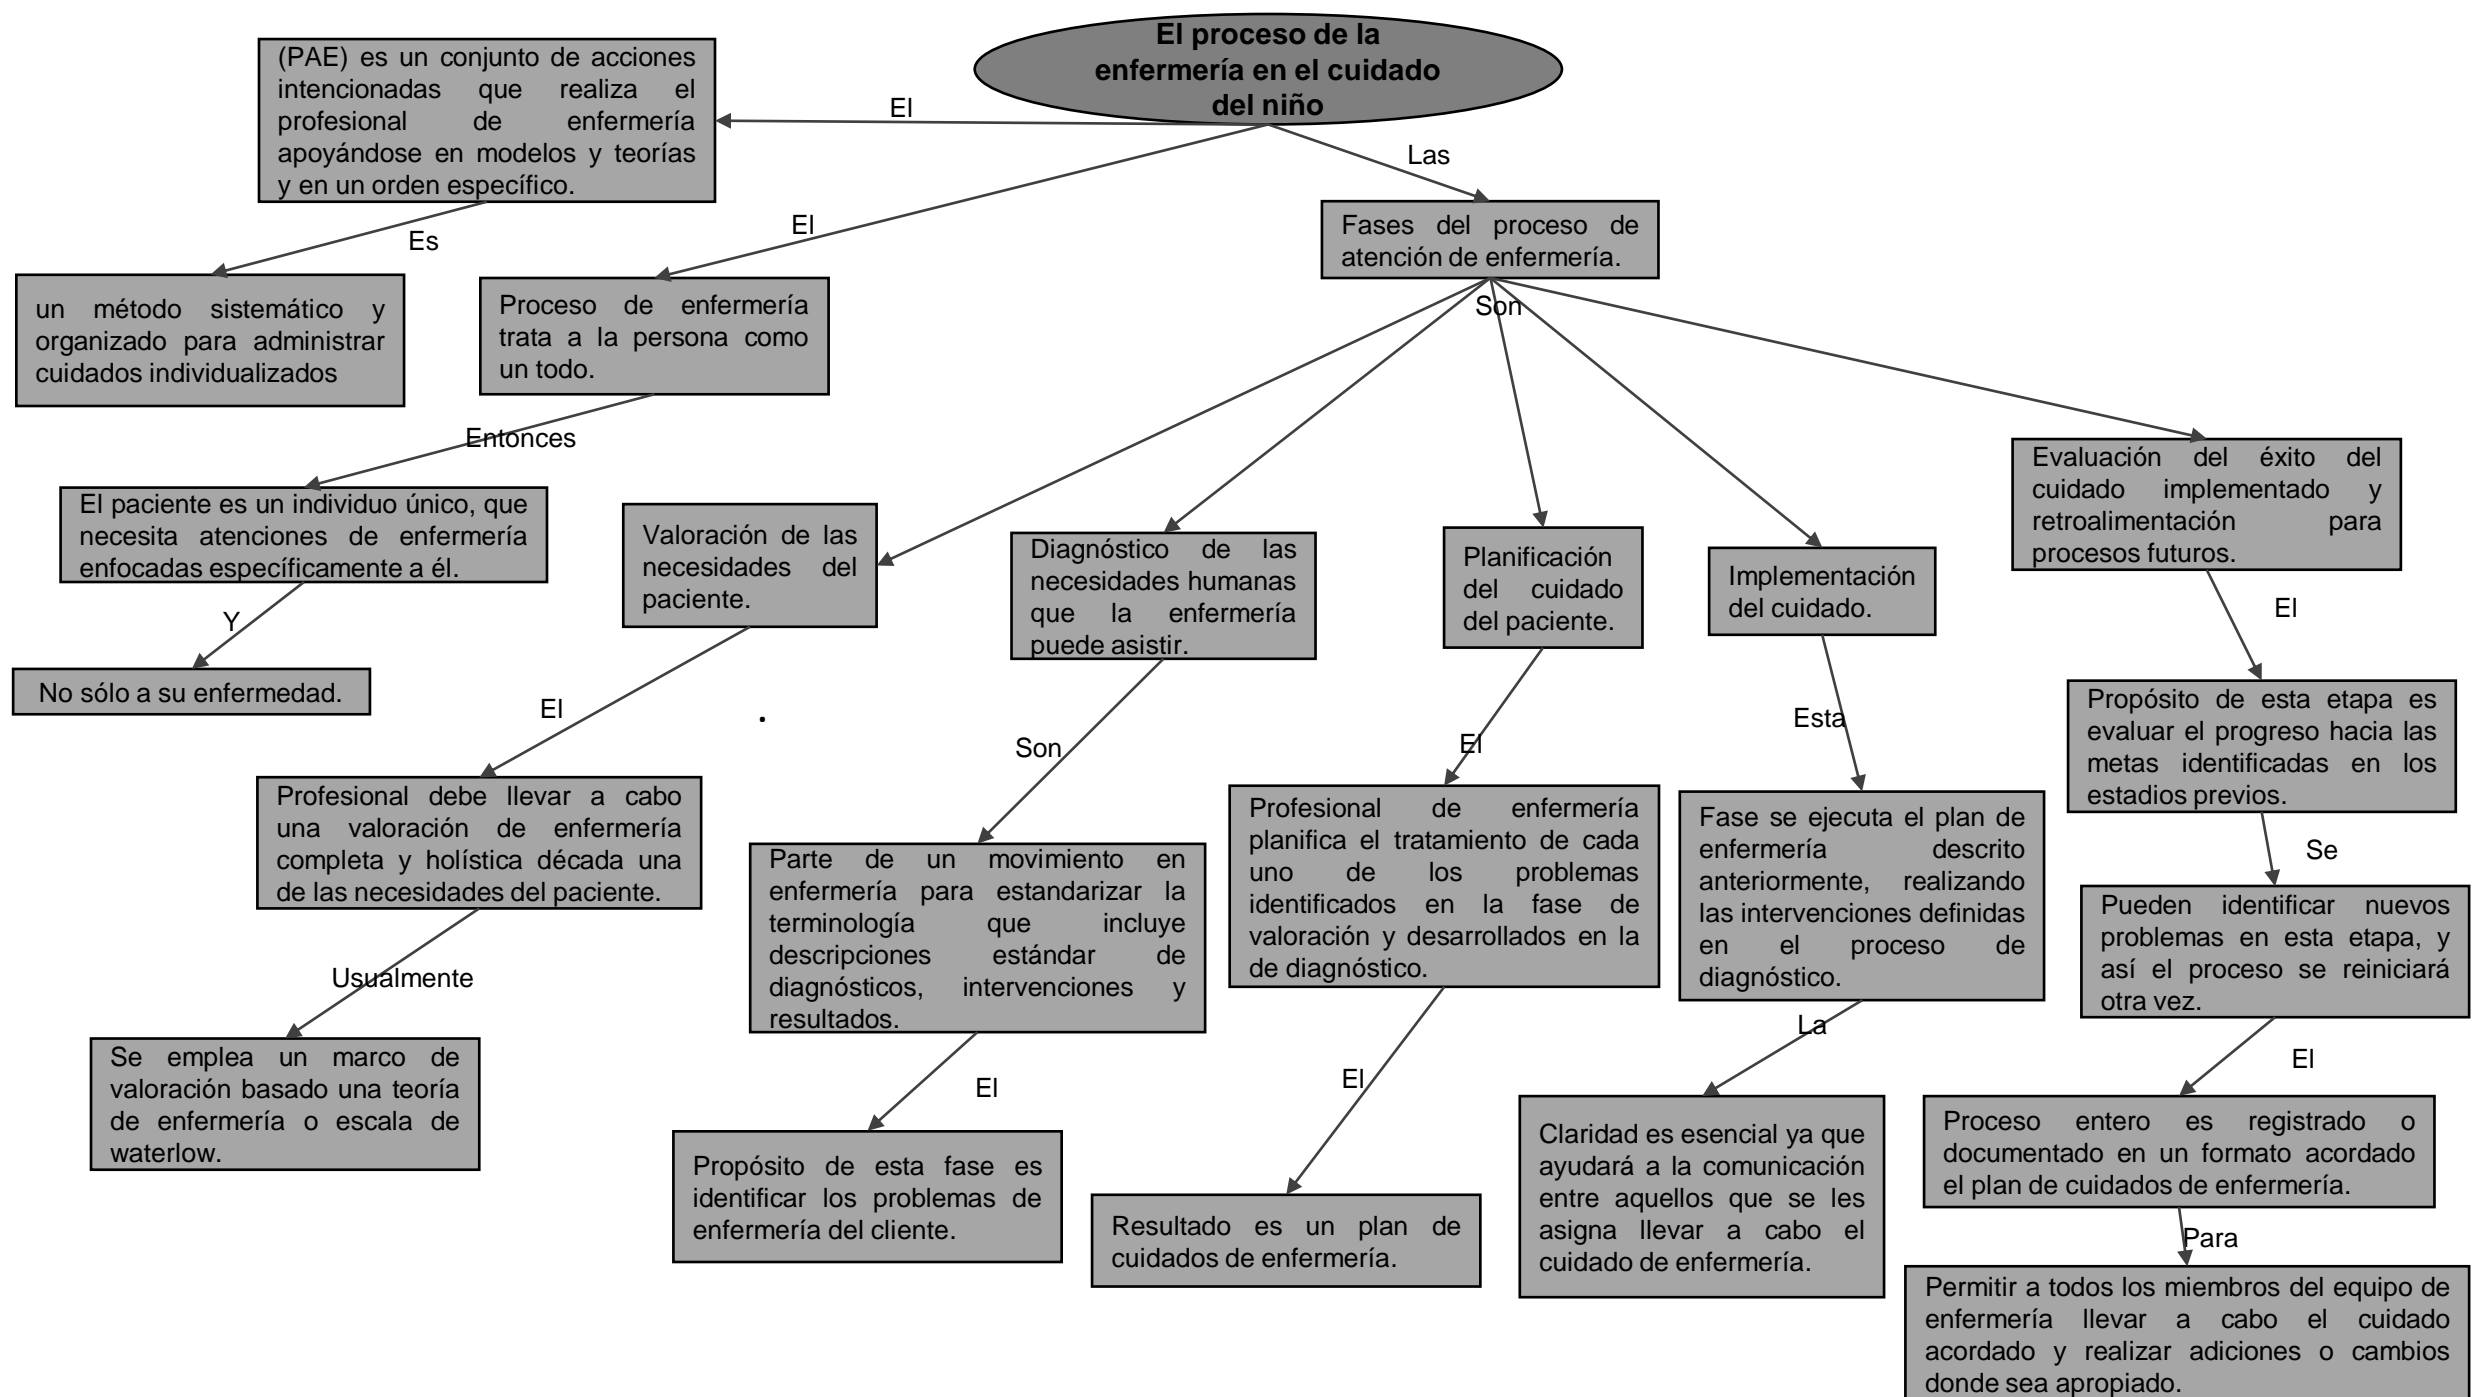 El proceso de la
enfermería en el cuidado
del niño
El
(PAE) es un conjunto de acciones
intencionadas que realiza el
profesional de enfermería
apoyándose en modelos y teorías
y en un orden específico.
Es
un método sistemático y
organizado para administrar
cuidados individualizados
El
Proceso de enfermería
trata a la persona como
un todo.
Entonces
El paciente es un individuo único, que
necesita atenciones de enfermería
enfocadas específicamente a él.
Y
No sólo a su enfermedad.
Las
Fases del proceso de
atención de enfermería.
Son
Valoración de las
necesidades del
paciente.
El
.
Profesional debe llevar a cabo
una valoración de enfermería
completa y holística década una
de las necesidades del paciente.
Usualmente
Se emplea un marco de
valoración basado una teoría
de enfermería o escala de
waterlow.
Diagnóstico de las
necesidades humanas
que la enfermería
puede asistir.
Son
Parte de un movimiento en
enfermería para estandarizar la
terminología que incluye
descripciones estándar de
diagnósticos, intervenciones y
resultados.
El
Propósito de esta fase es
identificar los problemas de
enfermería del cliente.
Planificación
del cuidado
del paciente.
El
Profesional de enfermería
planifica el tratamiento de cada
uno de los problemas
identificados en la fase de
valoración y desarrollados en la
de diagnóstico.
El
Resultado es un plan de
cuidados de enfermería.
Implementación
del cuidado.
Esta
Fase se ejecuta el plan de
enfermería descrito
anteriormente, realizando
las intervenciones definidas
en el proceso de
diagnóstico.
La
Claridad es esencial ya que
ayudará a la comunicación
entre aquellos que se les
asigna llevar a cabo el
cuidado de enfermería.
Evaluación del éxito del
cuidado implementado y
retroalimentación para
procesos futuros.
El
Propósito de esta etapa es
evaluar el progreso hacia las
metas identificadas en los
estadios previos.
Se
Pueden identificar nuevos
problemas en esta etapa, y
así el proceso se reiniciará
otra vez.
El
Proceso entero es registrado o
documentado en un formato acordado
el plan de cuidados de enfermería.
Para
Permitir a todos los miembros del equipo de
enfermería llevar a cabo el cuidado
acordado y realizar adiciones o cambios
donde sea apropiado.